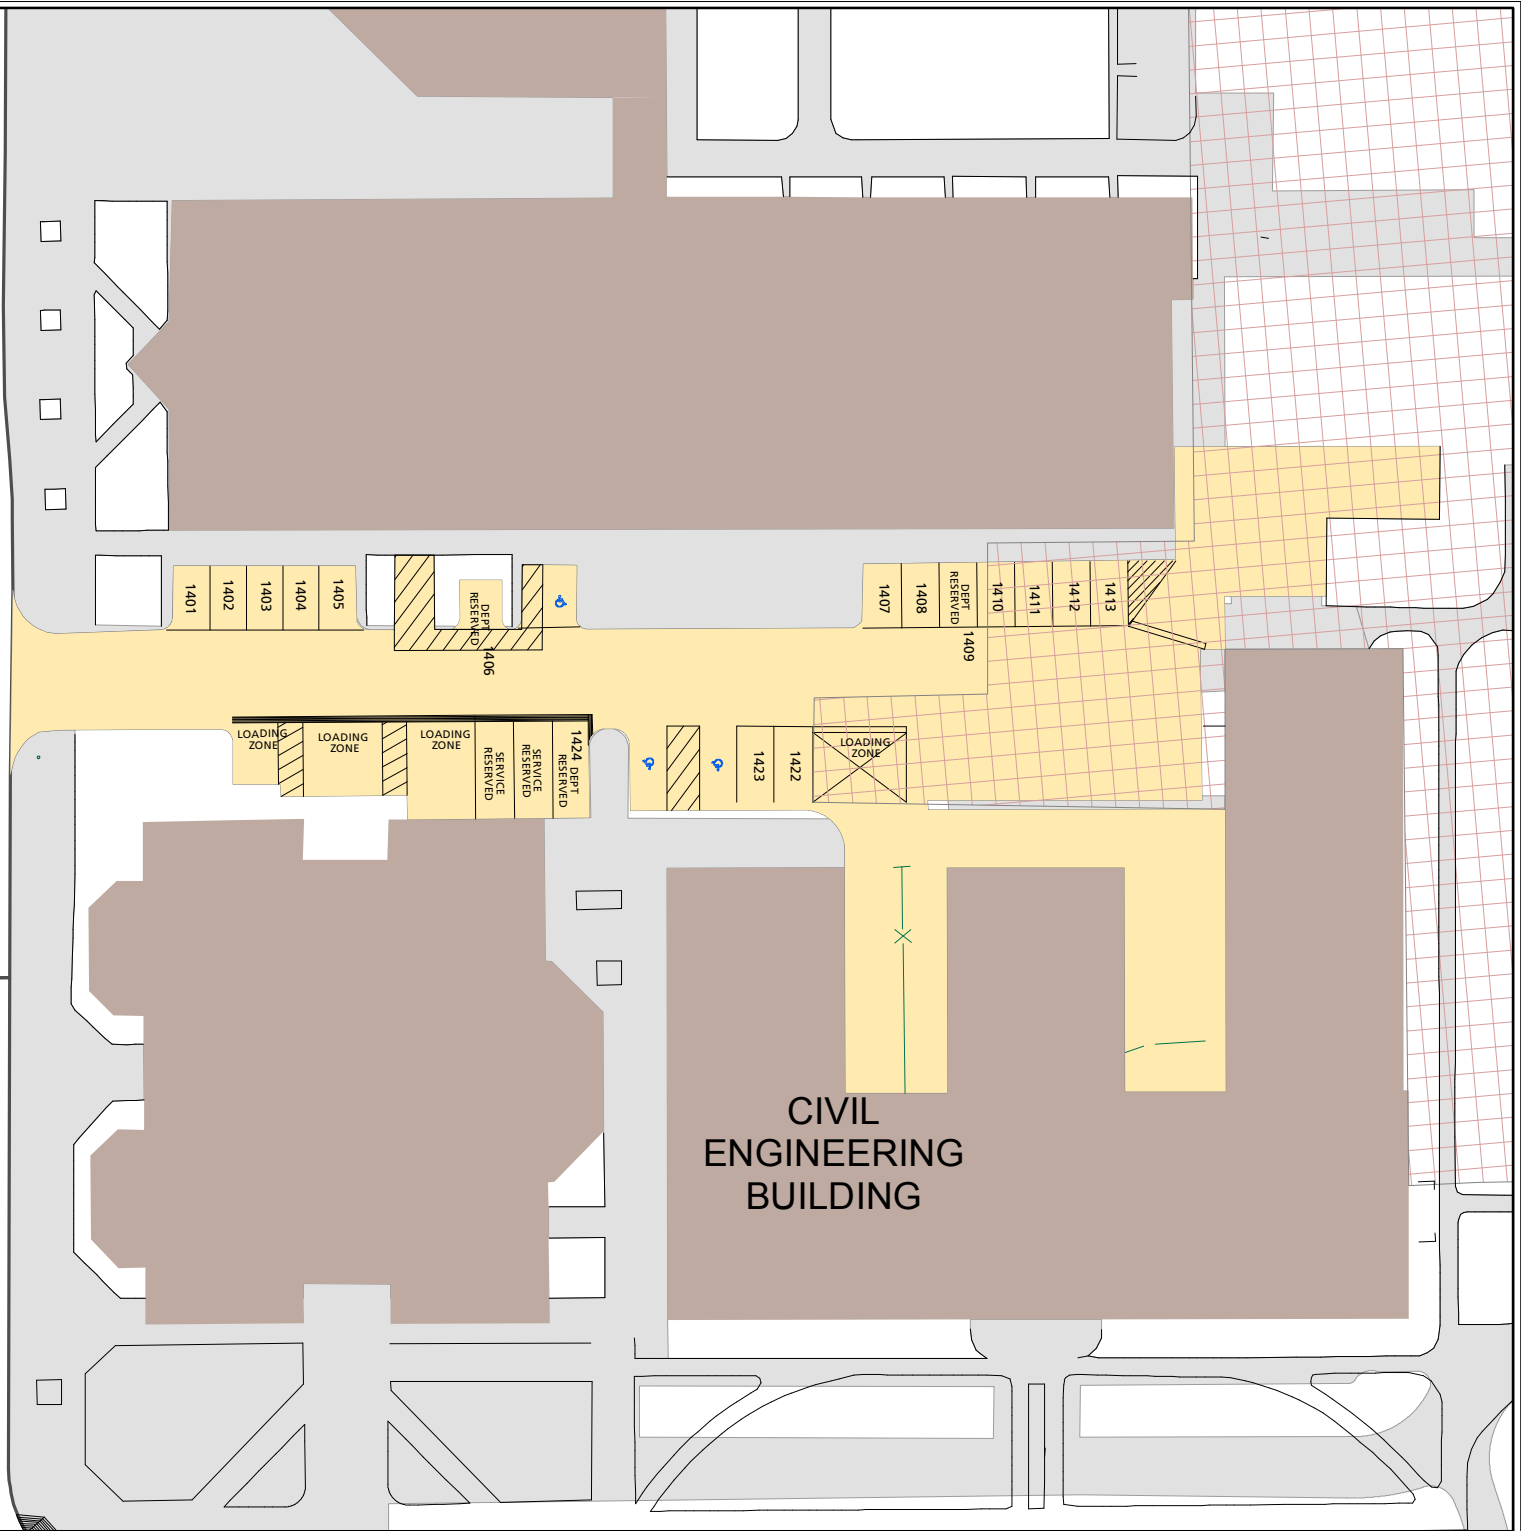 1401
1402
1403
1404
1405
DEPT
RESERVED
1406
1407
1408
DEPT
RESERVED
1409
1410
1411
1412
1413
LOADING
ZONE
LOADING
ZONE
LOADING
ZONE
SERVICE
RESERVED
SERVICE
RESERVED
1424 DEPT
RESERVED
1423
1422
LOADING
ZONE
CIVIL
ENGINEERING
BUILDING